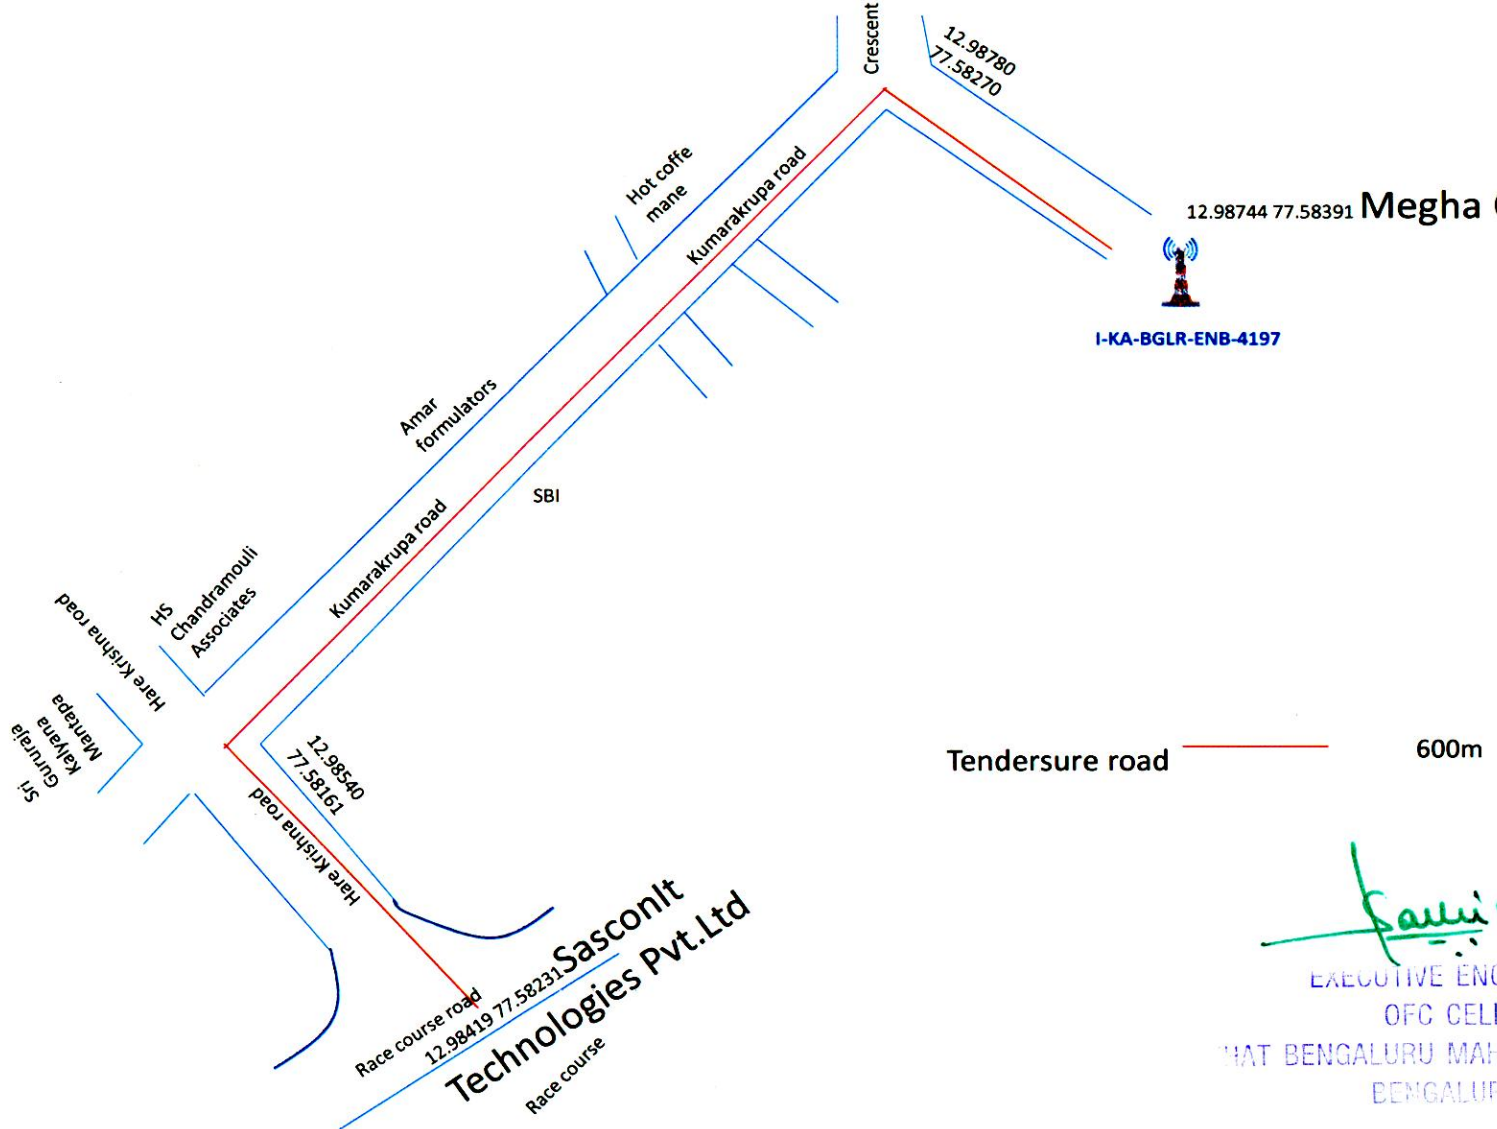 Crescent
12.98780
77.58270
Hot coffe
mane
Kumarakrupa road
12.98744 77.58391 Megha
I-KA-BGLR-ENB-4197
Amar
formulators
SBI
Kumarakrupa road
HS
Chandramouli
Associates
Hare Krishna road
Sri
Gururaja
Kalyana
Mantapa
12.98540
77.58161
Hare Krishna road
Tendersure road
600m
Race course road
12.98419 77.58231 SasconIt
Technologies Pvt.Ltd
Race course
EXECUTIVE
OFC
BENGALURU